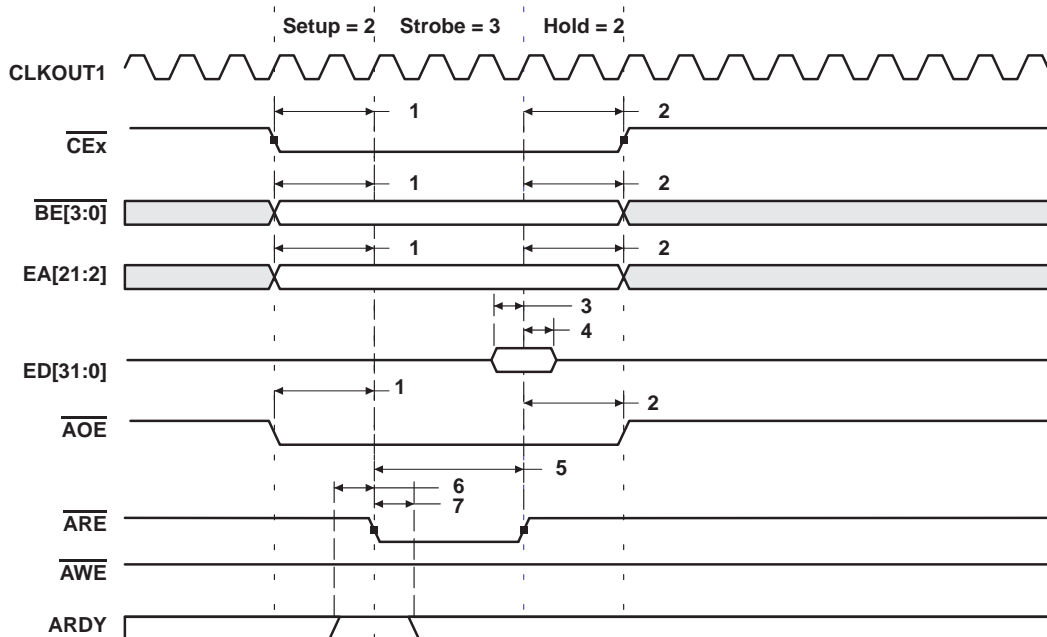 Setup = 2 Strobe = 3 Hold = 2
CLKOUT1
1 2
CEx
1 2
BE[3:0]
1 2
EA[21:2]
3
4
ED[31:0]
1 2
AOE
5
6
7
ARE
AWE
ARDY